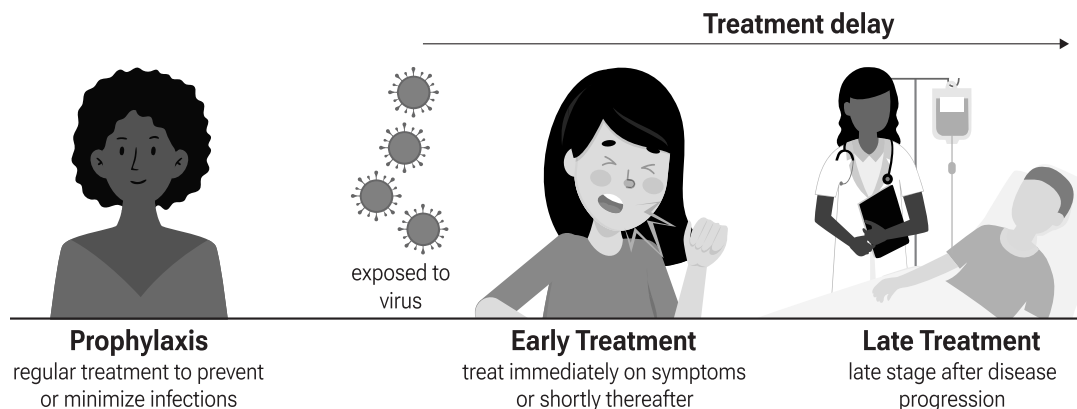 Treatment delay
exposed to
virus
Prophylaxis
regular treatment to prevent
or minimize infections
Early Treatment
treat immediately on symptoms
or shortly thereafter
Late Treatment
late stage after disease
progression